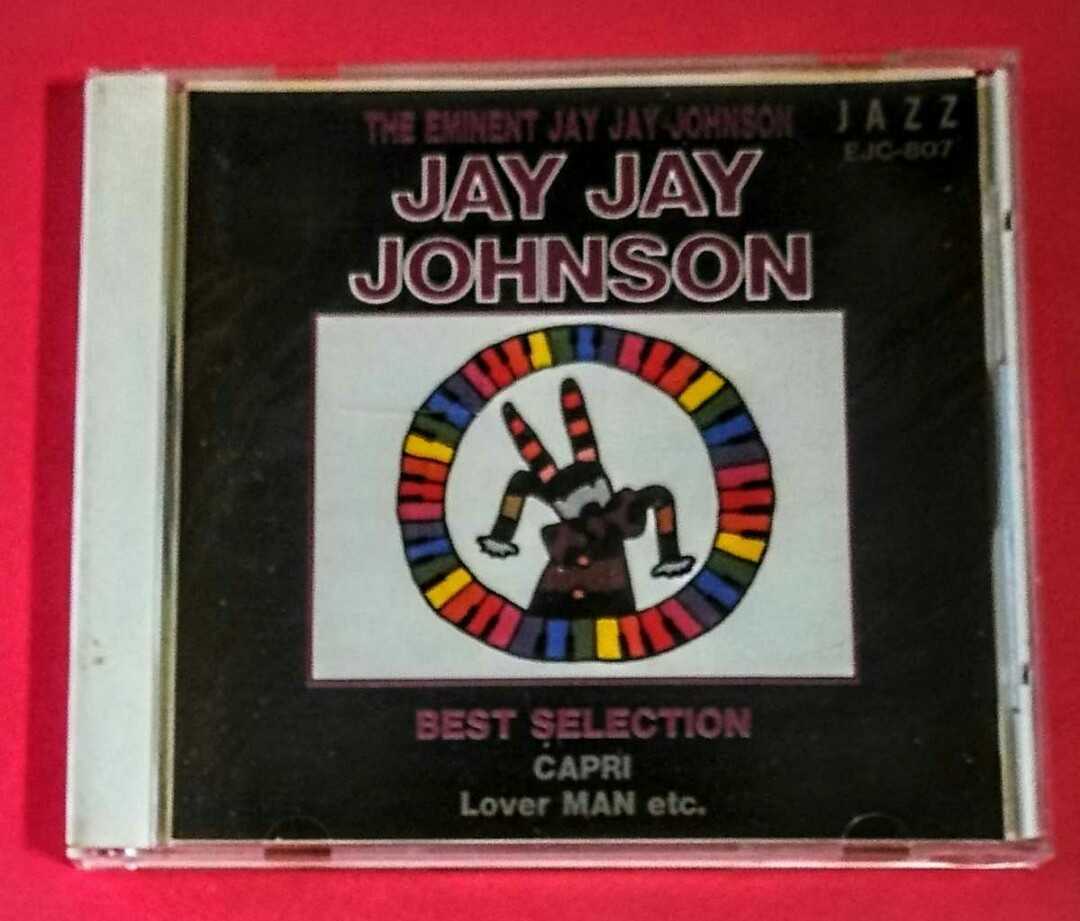 THE EMINENT JAY JAY JOHNSON
JAZZ
EJC-807
JAY JAY
JOHNSON
BEST SELECTION
CAPRI
Lover MAN etc.